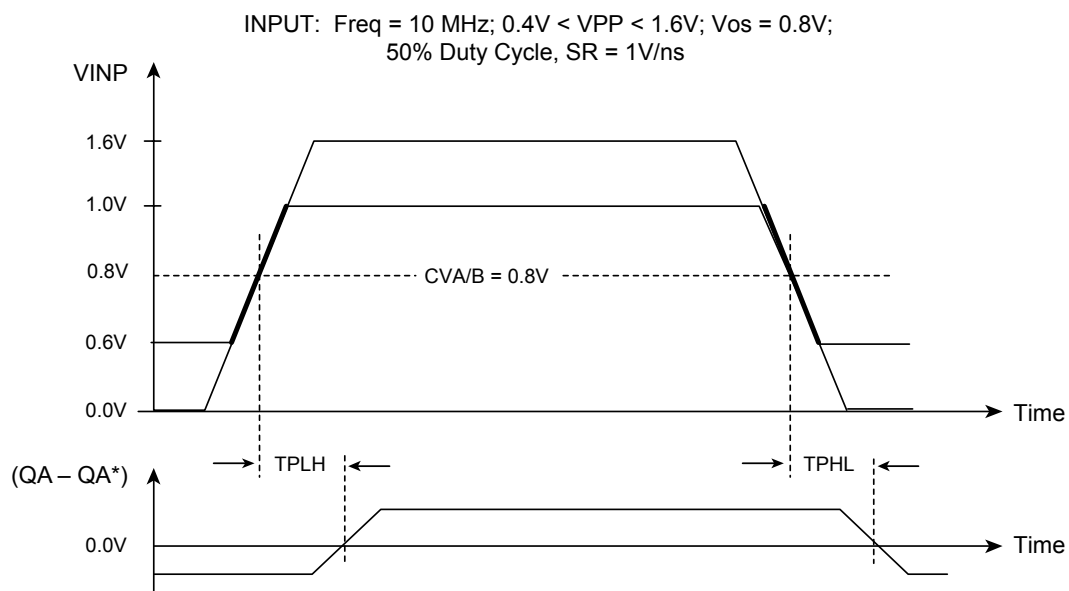 INPUT: Freq = 10 MHz; 0.4V < VPP < 1.6V; Vos = 0.8V;
50% Duty Cycle, SR = 1V/ns
VINP
1.6V
1.0V
0.8V
CVA/B = 0.8V
0.6V
0.0V
Time
TPLH
TPHL
(QA – QA*)
0.0V
Time